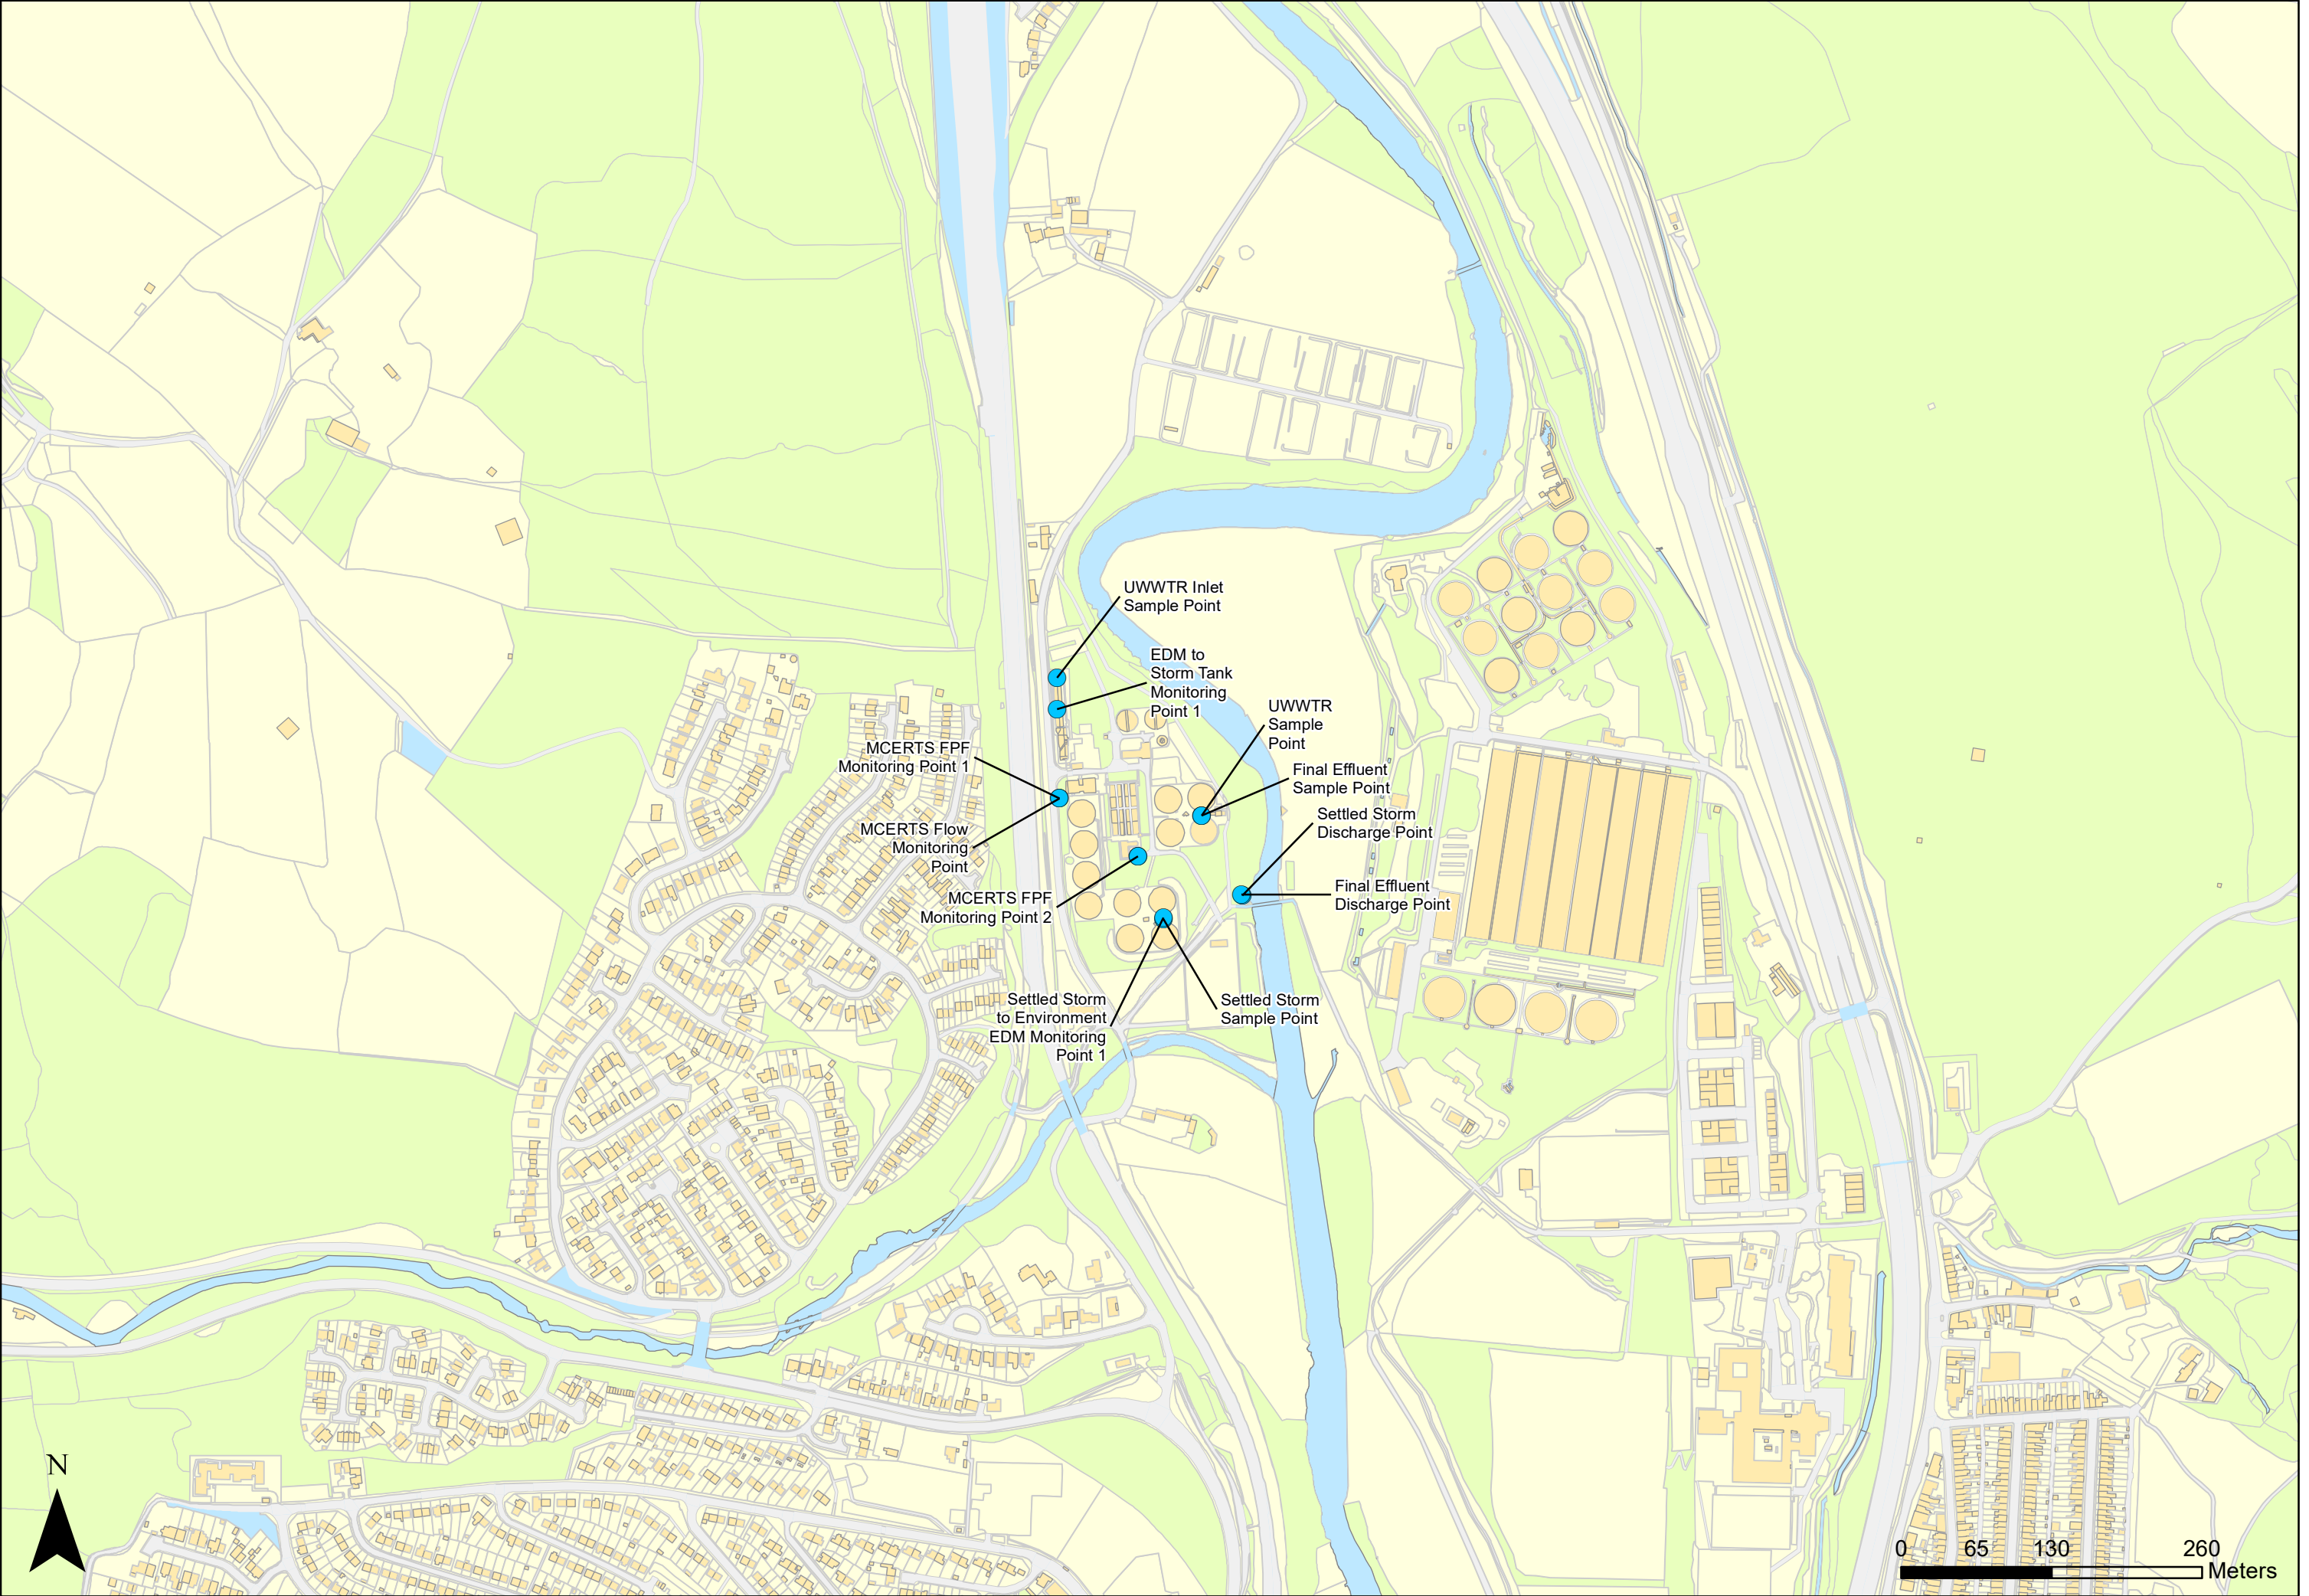 UWWTR Inlet
Sample Point
EDM to
Storm Tank
Monitoring
Point 1
UWWTR
Sample
Point
MCERTS FPF
Monitoring Point 1
Final Effluent
Sample Point
Settled Storm
Discharge Point
MCERTS Flow
Monitoring
Point
Final Effluent
Discharge Point
MCERTS FPF
Monitoring Point 2
Settled Storm
to Environment
EDM Monitoring
Point 1
Settled Storm
Sample Point
N
0 65 130 260
Meters